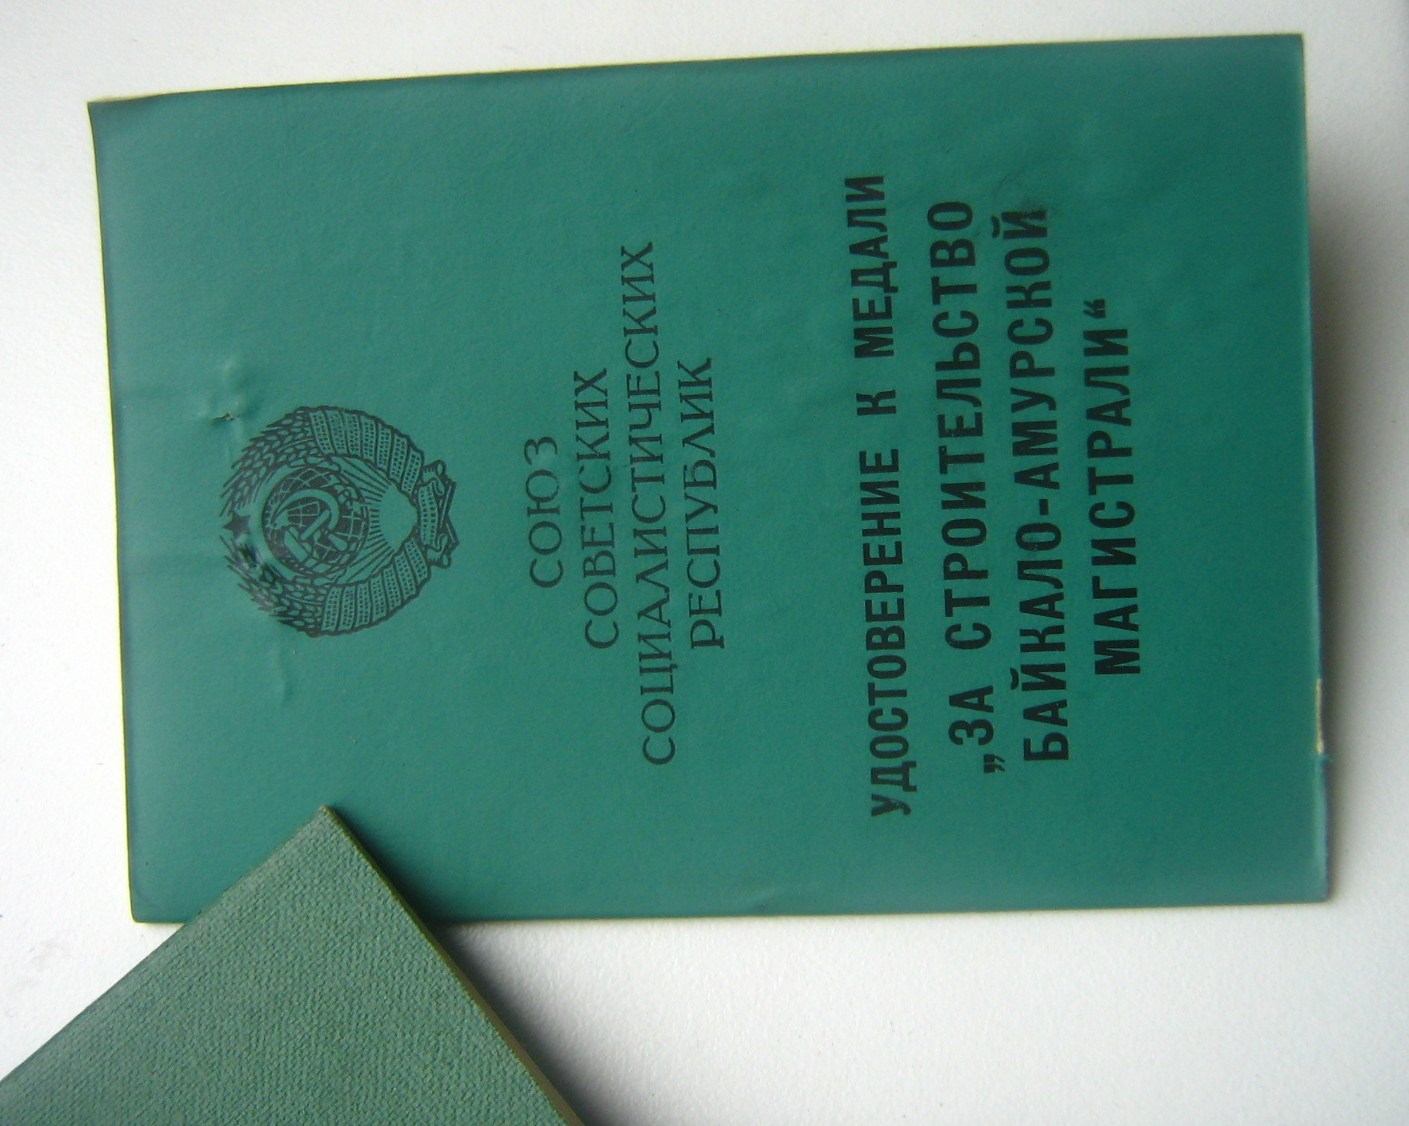 СОЮЗ
СОВЕТСКИХ
СОЦИАЛИСТИЧЕСКИХ
РЕСПУБЛИК
УДОСТОВЕРЕНИЕ К МЕДАЛИ
„ЗА СТРОИТЕЛЬСТВО
БАЙКАЛО-АМУРСКОЙ
МАГИСТРАЛИ“